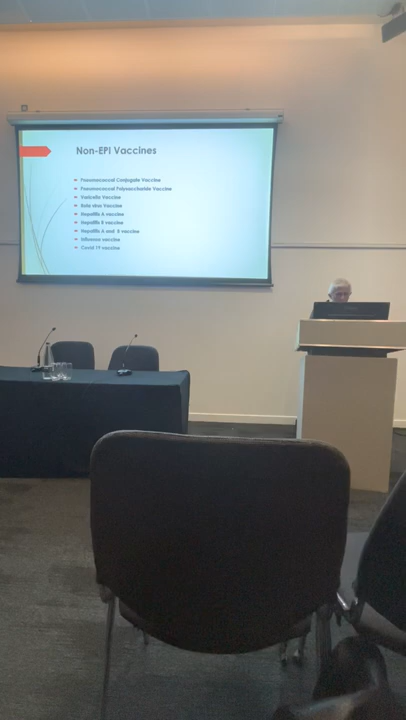 Non-EPI Vaccines
Pneumococcal Conjugate Vaccine
Pneumococcal Polysaccharide Vaccine
Varicella Vaccine
Rota virus Vaccine
Hepatitis A vaccine
Hepatitis B vaccine
Hepatitis A and B vaccine
Influenza vaccine
Covid 19 vaccine